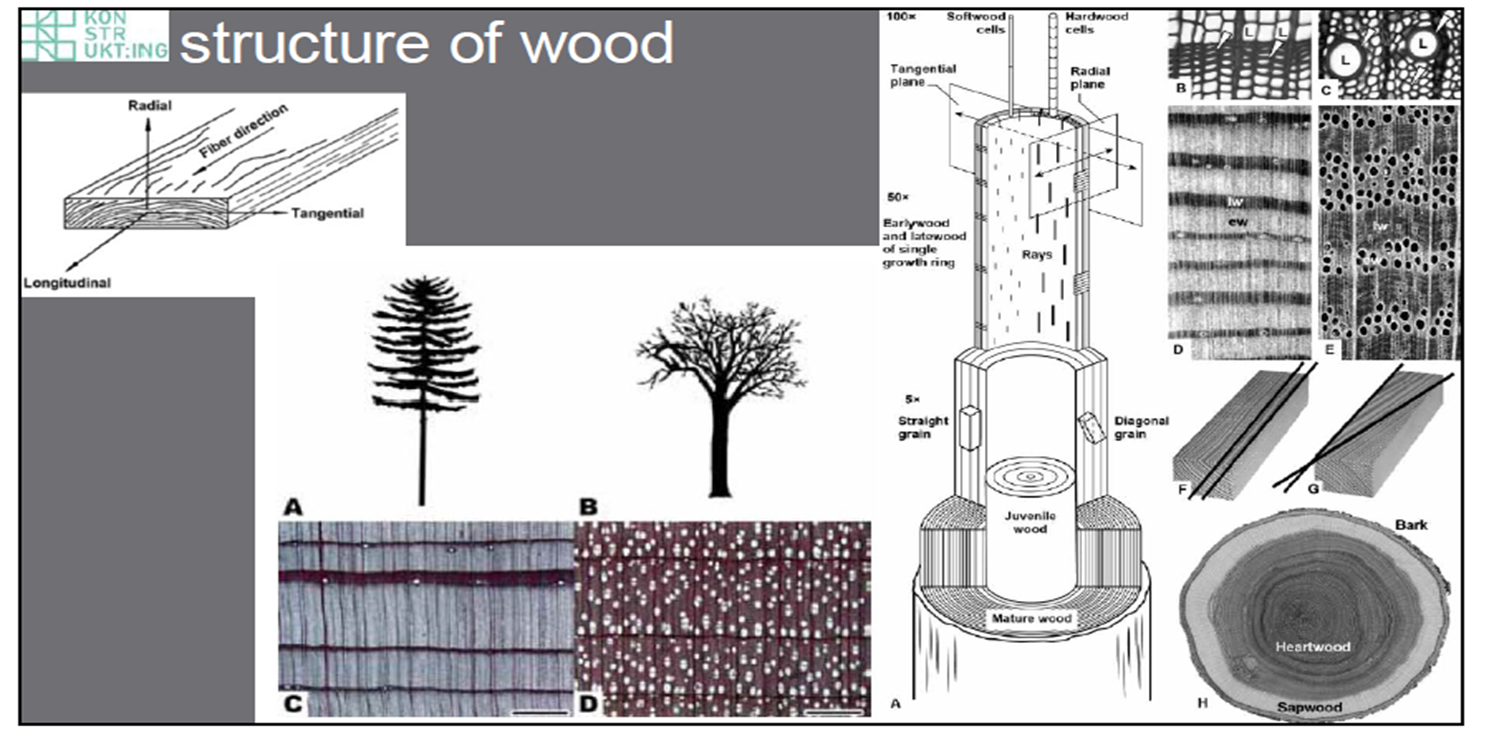 KON
STR
UKT:ING
structure of wood
Radial
Fiber direction
Tangential
Longitudinal
A
B
C
D
100×
Softwood
cells
Hardwood
cells
Tangential
plane
Radial
plane
50×
Earlywood
and latewood
of single
growth ring
Rays
5×
Straight
grain
Diagonal
grain
Juvenile
wood
Mature wood
A
L
L
B
L
L
C
lw
ew
D
lw
E
F
G
Bark
Heartwood
Sapwood
H